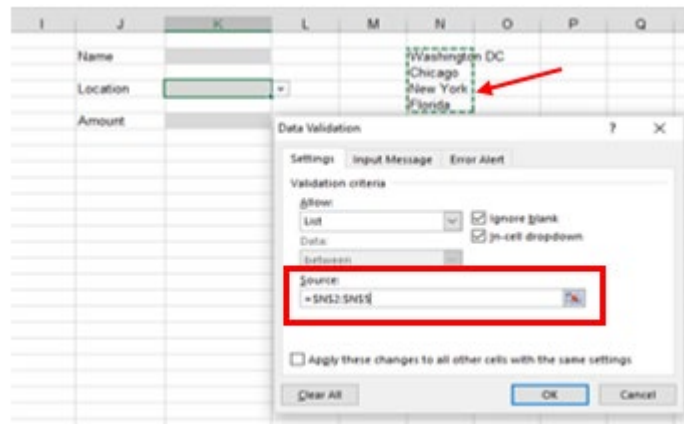 I J K L M N O P Q
Name
Washington DC
Chicago
Location
New York
Florida
Amount
Data Validation ? ×
Settings Input Message Error Alert
Validation criteria
Allow:
List
Ignore blank
Data:
In-cell dropdown
between
Source:
=$N$2:$N$5
Apply these changes to all other cells with the same settings
Clear All OK Cancel